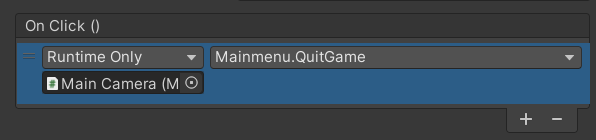 On Click ()
Runtime Only Mainmenu.QuitGame
Main Camera (M
+ −